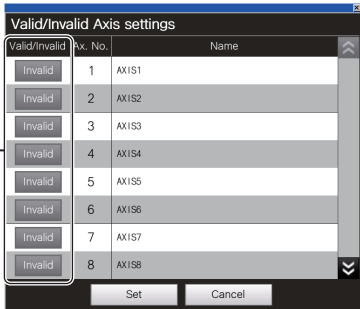 Valid/Invalid Axis settings
Valid/Invalid Ax. No. Name
Invalid 1 AXIS1
Invalid 2 AXIS2
Invalid 3 AXIS3
Invalid 4 AXIS4
Invalid 5 AXIS5
Invalid 6 AXIS6
Invalid 7 AXIS7
Invalid 8 AXIS8
Set Cancel